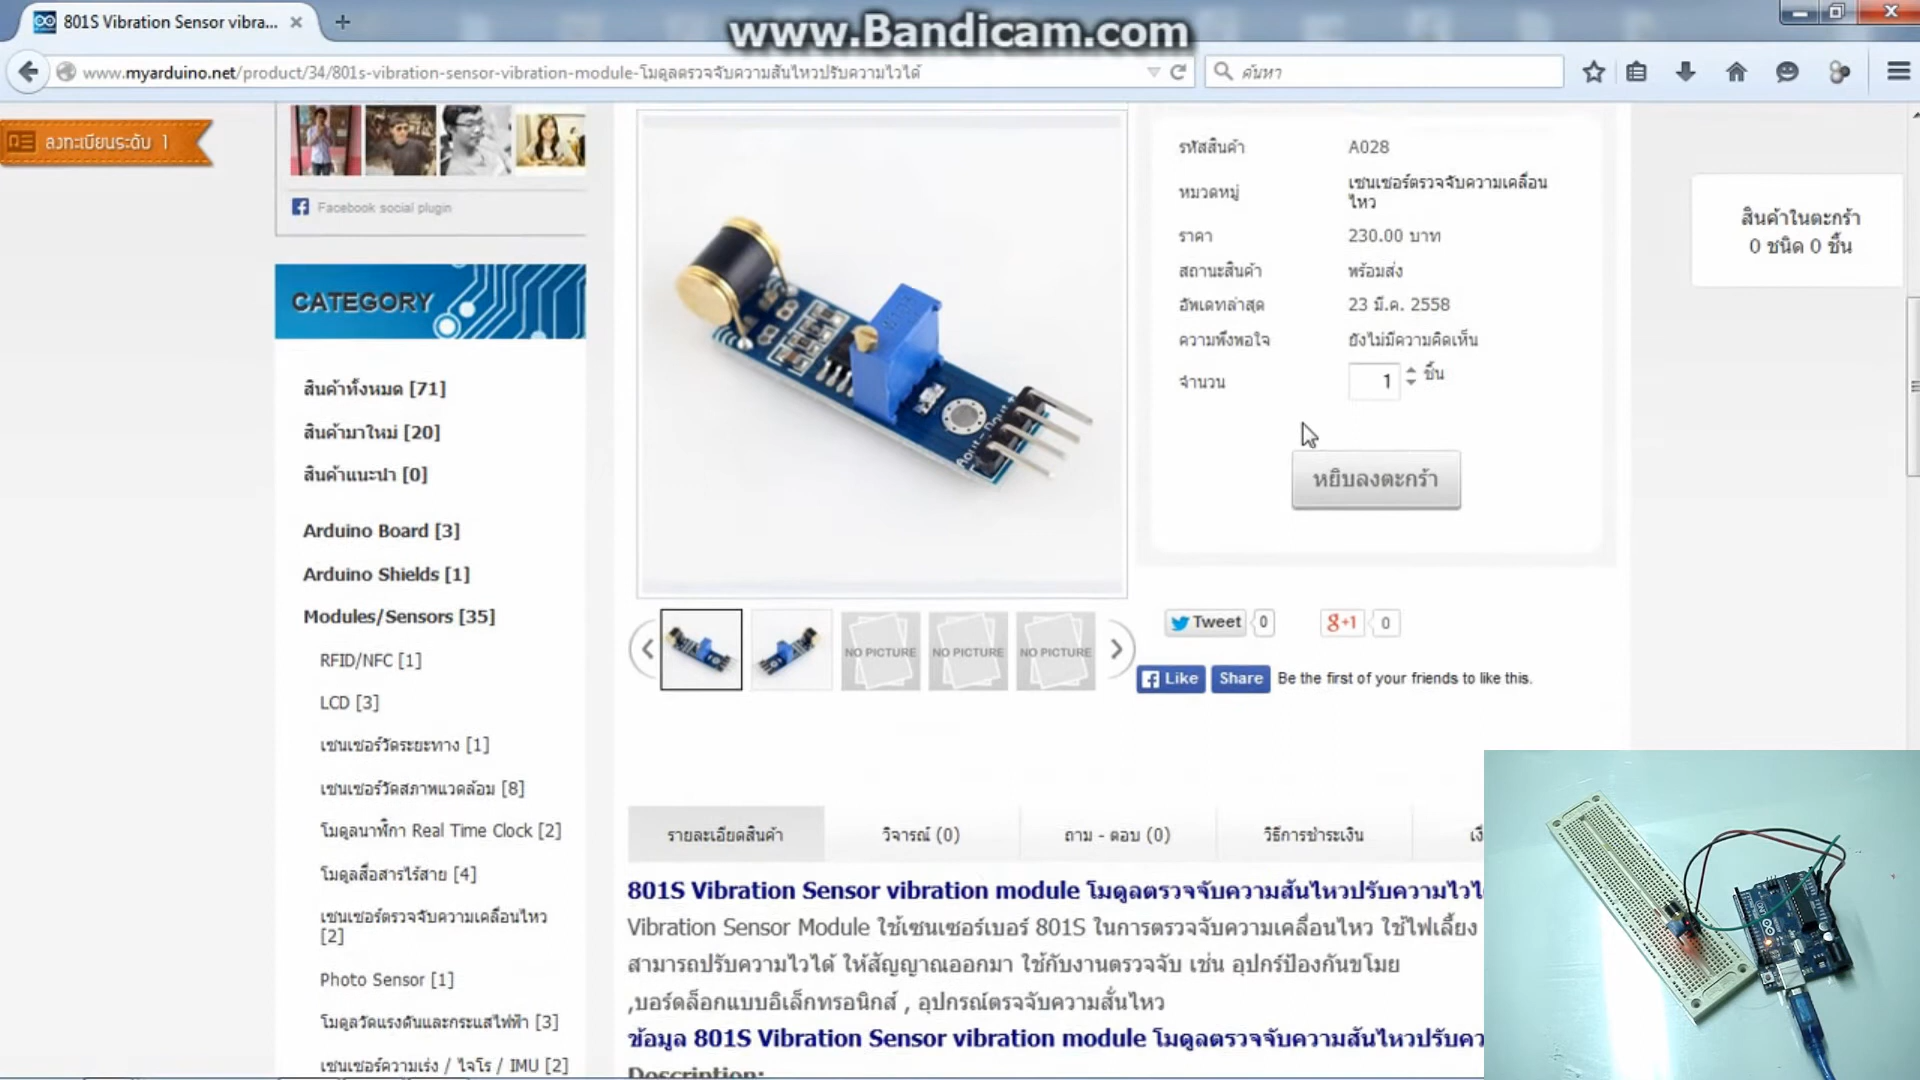 801S Vibration Sensor vibra...
www.Bandicam.com
www.myarduino.net/product/34/801s-vibration-sensor-vibration-module-โมดูลตรวจจับความสั่นไหวปรับความไวได้
ค้นหา
ลงทะเบียนระดับ 1
Facebook social plugin
CATEGORY
สินค้าทั้งหมด [71]
สินค้ามาใหม่ [20]
สินค้าแนะนำ [0]
Arduino Board [3]
Arduino Shields [1]
Modules/Sensors [35]
RFID/NFC [1]
LCD [3]
เซนเซอร์วัดระยะทาง [1]
เซนเซอร์วัดสภาพแวดล้อม [8]
โมดูลนาฬิกา Real Time Clock [2]
โมดูลสื่อสารไร้สาย [4]
เซนเซอร์ตรวจจับความเคลื่อนไหว
[2]
Photo Sensor [1]
โมดูลวัดแรงดันและกระแสไฟฟ้า [3]
เซนเซอร์ความเร่ง / ไจโร / IMU [2]
รหัสสินค้า A028
หมวดหมู่ เซนเซอร์ตรวจจับความเคลื่อน
ไหว
ราคา 230.00 บาท
สถานะสินค้า พร้อมส่ง
อัพเดทล่าสุด 23 มี.ค. 2558
ความพึงพอใจ ยังไม่มีความคิดเห็น
จำนวน 1 ชิ้น
หยิบลงตะกร้า
สินค้าในตะกร้า
0 ชนิด 0 ชิ้น
NO PICTURE NO PICTURE NO PICTURE
Tweet 0 g+1 0
Like Share Be the first of your friends to like this.
รายละเอียดสินค้า วิจารณ์ (0) ถาม - ตอบ (0) วิธีการชำระเงิน
801S Vibration Sensor vibration module โมดูลตรวจจับความสั่นไหวปรับความไวได้
Vibration Sensor Module ใช้เซนเซอร์เบอร์ 801S ในการตรวจจับความเคลื่อนไหว ใช้ไฟเลี้ยง
สามารถปรับความไวได้ ให้สัญญาณออกมา ใช้กับงานตรวจจับ เช่น อุปกร์ป้องกันขโมย
,บอร์ดล็อกแบบอิเล็กทรอนิกส์ , อุปกรณ์ตรจจับความสั่นไหว
ข้อมูล 801S Vibration Sensor vibration module โมดูลตรวจจับความสั่นไหวปรับความ
Description: